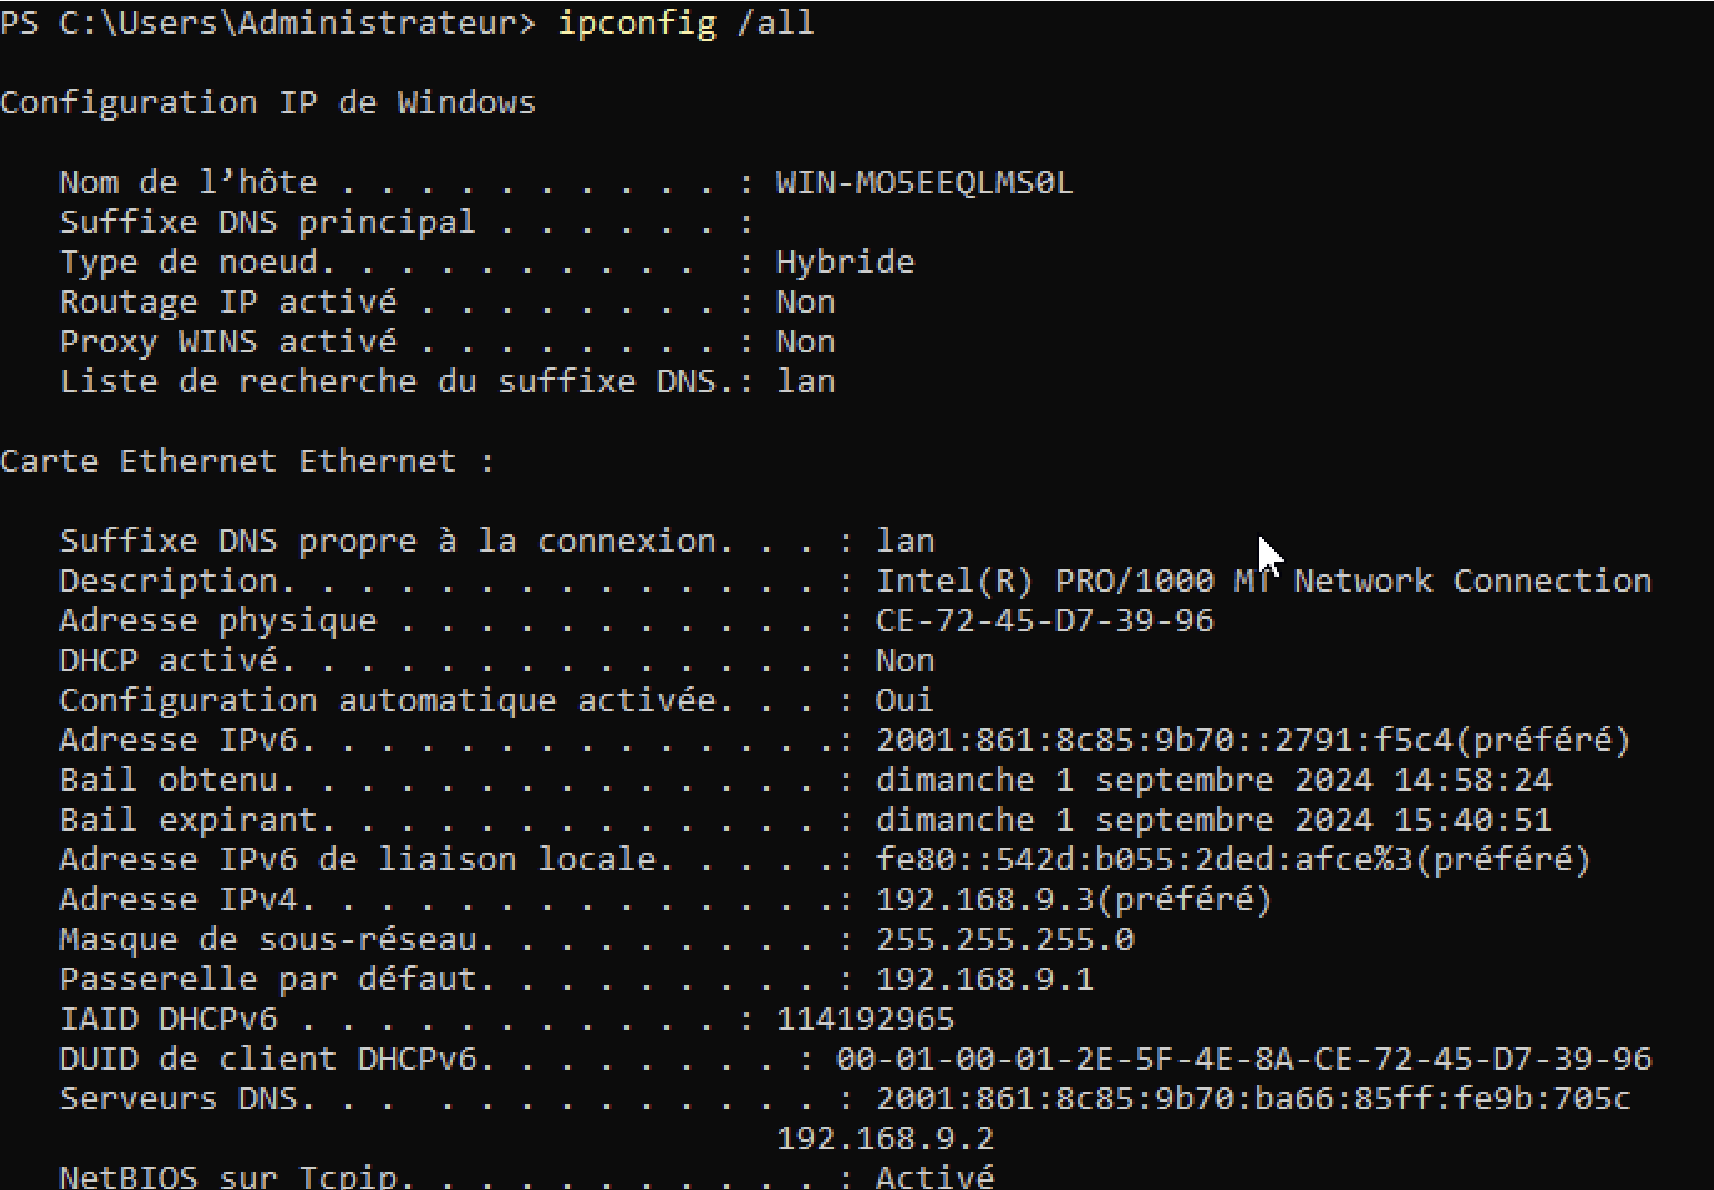 PS C:\Users\Administrateur> ipconfig /all
Configuration IP de Windows
Nom de l’hôte . . . . . . . . . . : WIN-MO5EEQLMS0L
Suffixe DNS principal . . . . . . :
Type de noeud. . . . . . . . . .  : Hybride
Routage IP activé . . . . . . . . : Non
Proxy WINS activé . . . . . . . . : Non
Liste de recherche du suffixe DNS.: lan
Carte Ethernet Ethernet :
Suffixe DNS propre à la connexion. . . : lan
Description. . . . . . . . . . . . . . : Intel(R) PRO/1000 MT Network Connection
Adresse physique . . . . . . . . . . . : CE-72-45-D7-39-96
DHCP activé. . . . . . . . . . . . . . : Non
Configuration automatique activée. . . : Oui
Adresse IPv6. . . . . . . . . . . . . .: 2001:861:8c85:9b70::2791:f5c4(préféré)
Bail obtenu. . . . . . . . . . . . . . : dimanche 1 septembre 2024 14:58:24
Bail expirant. . . . . . . . . . . . . : dimanche 1 septembre 2024 15:40:51
Adresse IPv6 de liaison locale. . . . .: fe80::542d:b055:2ded:afce%3(préféré)
Adresse IPv4. . . . . . . . . . . . . .: 192.168.9.3(préféré)
Masque de sous-réseau. . . . . . . . . : 255.255.255.0
Passerelle par défaut. . . . . . . . . : 192.168.9.1
IAID DHCPv6 . . . . . . . . . . . : 114192965
DUID de client DHCPv6. . . . . . . . : 00-01-00-01-2E-5F-4E-8A-CE-72-45-D7-39-96
Serveurs DNS. . .  . . . . . . . . . . : 2001:861:8c85:9b70:ba66:85ff:fe9b:705c
192.168.9.2
NetBIOS sur Tcpip. . . . . . . . . . . : Activé